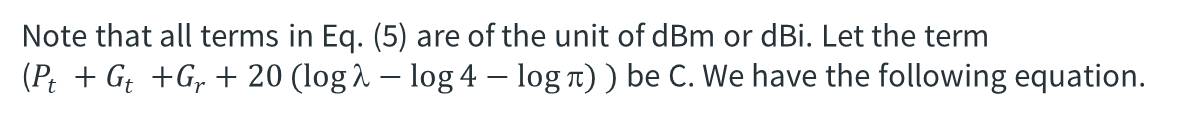 Note that all terms in Eq. (5) are of the unit of dBm or dBi. Let the term
(Pₜ + Gₜ +Gᵣ + 20 (log λ − log 4 − log π) ) be C. We have the following equation.